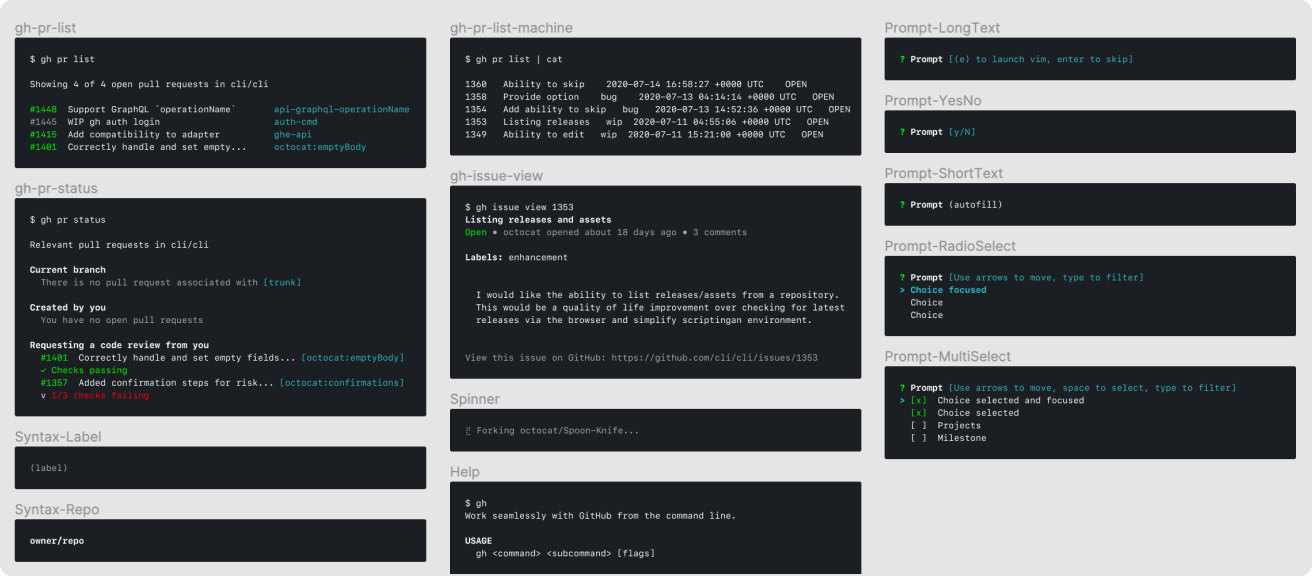 gh-pr-list
$ gh pr list
Showing 4 of 4 open pull requests in cli/cli
#1448 Support GraphQL `operationName` api-graphql-operationName
#1445 WIP gh auth login auth-cmd
#1415 Add compatibility to adapter ghe-api
#1401 Correctly handle and set empty... octocat:emptyBody
gh-pr-status
$ gh pr status
Relevant pull requests in cli/cli
Current branch
There is no pull request associated with [trunk]
Created by you
You have no open pull requests
Requesting a code review from you
#1401 Correctly handle and set empty fields... [octocat:emptyBody]
✓ Checks passing
#1357 Added confirmation steps for risk... [octocat:confirmations]
v 1/3 checks failing
Syntax-Label
(label)
Syntax-Repo
owner/repo
gh-pr-list-machine
$ gh pr list | cat
1360 Ability to skip 2020-07-14 16:58:27 +0000 UTC OPEN
1358 Provide option bug 2020-07-13 04:14:14 +0000 UTC OPEN
1354 Add ability to skip bug 2020-07-13 14:52:36 +0000 UTC OPEN
1353 Listing releases wip 2020-07-11 04:55:06 +0000 UTC OPEN
1349 Ability to edit wip 2020-07-11 15:21:00 +0000 UTC OPEN
gh-issue-view
$ gh issue view 1353
Listing releases and assets
Open • octocat opened about 18 days ago • 3 comments
Labels: enhancement
I would like the ability to list releases/assets from a repository.
This would be a quality of life improvement over checking for latest
releases via the browser and simplify scriptingan environment.
View this issue on GitHub: https://github.com/cli/cli/issues/1353
Spinner
Forking octocat/Spoon-Knife...
Help
$ gh
Work seamlessly with GitHub from the command line.
USAGE
gh <command> <subcommand> [flags]
Prompt-LongText
? Prompt [(e) to launch vim, enter to skip]
Prompt-YesNo
? Prompt [y/N]
Prompt-ShortText
? Prompt (autofill)
Prompt-RadioSelect
? Prompt [Use arrows to move, type to filter]
> Choice focused
Choice
Choice
Prompt-MultiSelect
? Prompt [Use arrows to move, space to select, type to filter]
> [x] Choice selected and focused
[x] Choice selected
[ ] Projects
[ ] Milestone